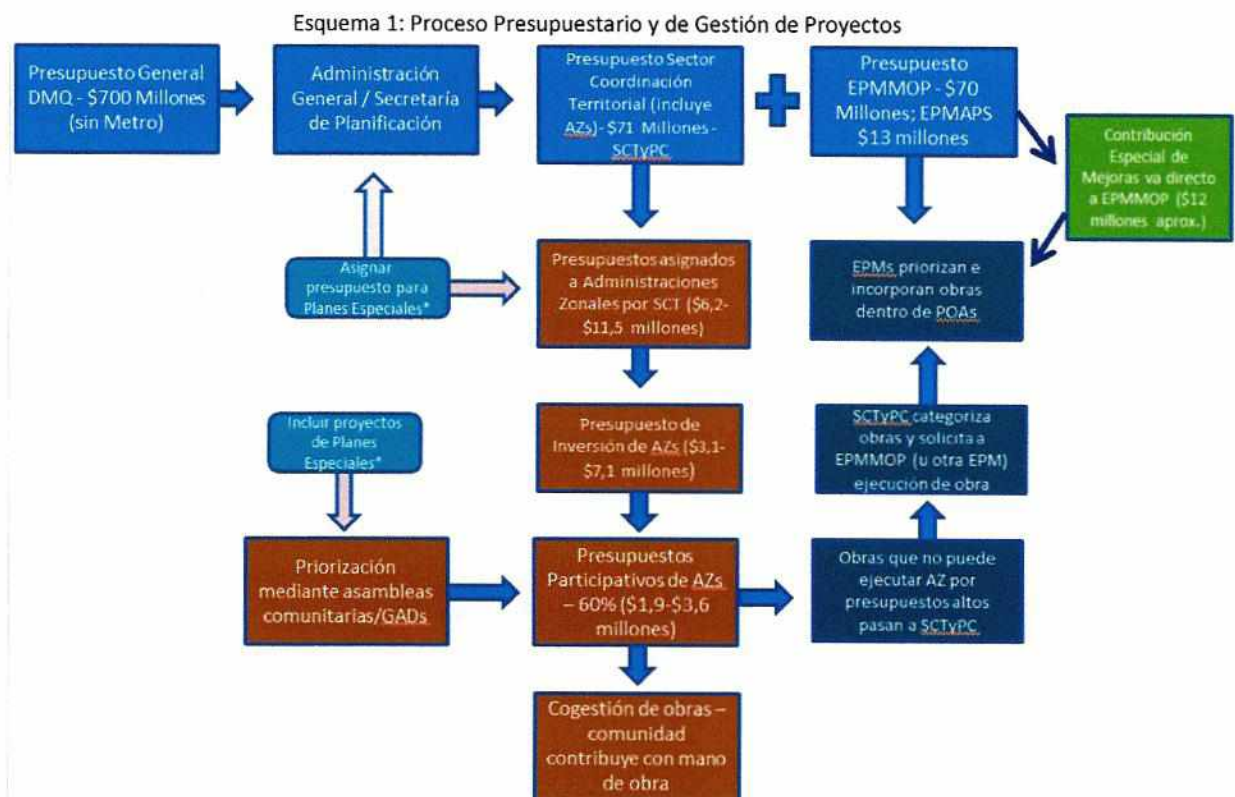 Esquema 1: Proceso Presupuestario y de Gestión de Proyectos
Presupuesto General
DMQ - $700 Millones
(sin Metro)
Administración
General / Secretaría
de Planificación
Presupuesto Sector
Coordinación
Territorial (incluye
AZs)- $71 Millones -
SCTyPC
Presupuesto
EPMMOP - $70
Millones; EPMAPS
$13 millones
Contribución
Especial de
Mejoras va directo
a EPMMOP ($12
millones aprox.)
Asignar
presupuesto para
Planes Especiales*
Presupuestos asignados
a Administraciones
Zonales por SCT ($6,2-
$11,5 millones)
EPMs priorizan e
incorporan obras
dentro de POAs
Incluir proyectos
de Planes
Especiales*
Presupuesto de
Inversión de AZs ($3,1-
$7,1 millones)
SCTyPC categoriza
obras y solicita a
EPMMOP (u otra EPM)
ejecución de obra
Priorización
mediante asambleas
comunitarias/GADs
Presupuestos
Participativos de AZs
– 60% ($1,9-$3,6
millones)
Obras que no puede
ejecutar AZ por
presupuestos altos
pasan a SCTyPC
Cogestión de obras –
comunidad
contribuye con mano
de obra